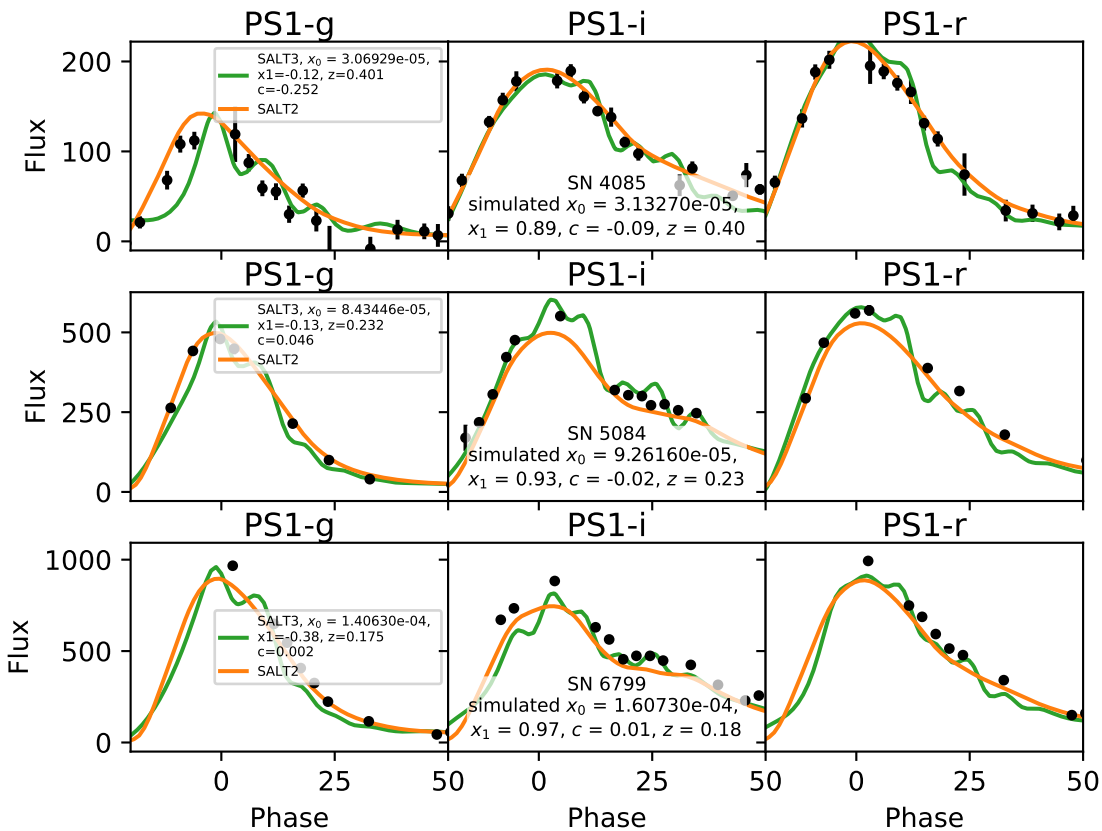 PS1-g PS1-i PS1-r
SALT3, x₀ = 3.06929e-05,
x1=-0.12, z=0.401
c=-0.252
SALT2
200
100
0
Flux
SN 4085
simulated x₀ = 3.13270e-05,
x₁ = 0.89, c = -0.09, z = 0.40
PS1-g PS1-i PS1-r
SALT3, x₀ = 8.43446e-05,
x1=-0.13, z=0.232
c=0.046
SALT2
500
250
0
Flux
SN 5084
simulated x₀ = 9.26160e-05,
x₁ = 0.93, c = -0.02, z = 0.23
PS1-g PS1-i PS1-r
1000
500
0
Flux
SALT3, x₀ = 1.40630e-04,
x1=-0.38, z=0.175
c=0.002
SALT2
SN 6799
simulated x₀ = 1.60730e-04,
x₁ = 0.97, c = 0.01, z = 0.18
0 25 50 0 25 50 0 25 50
Phase Phase Phase